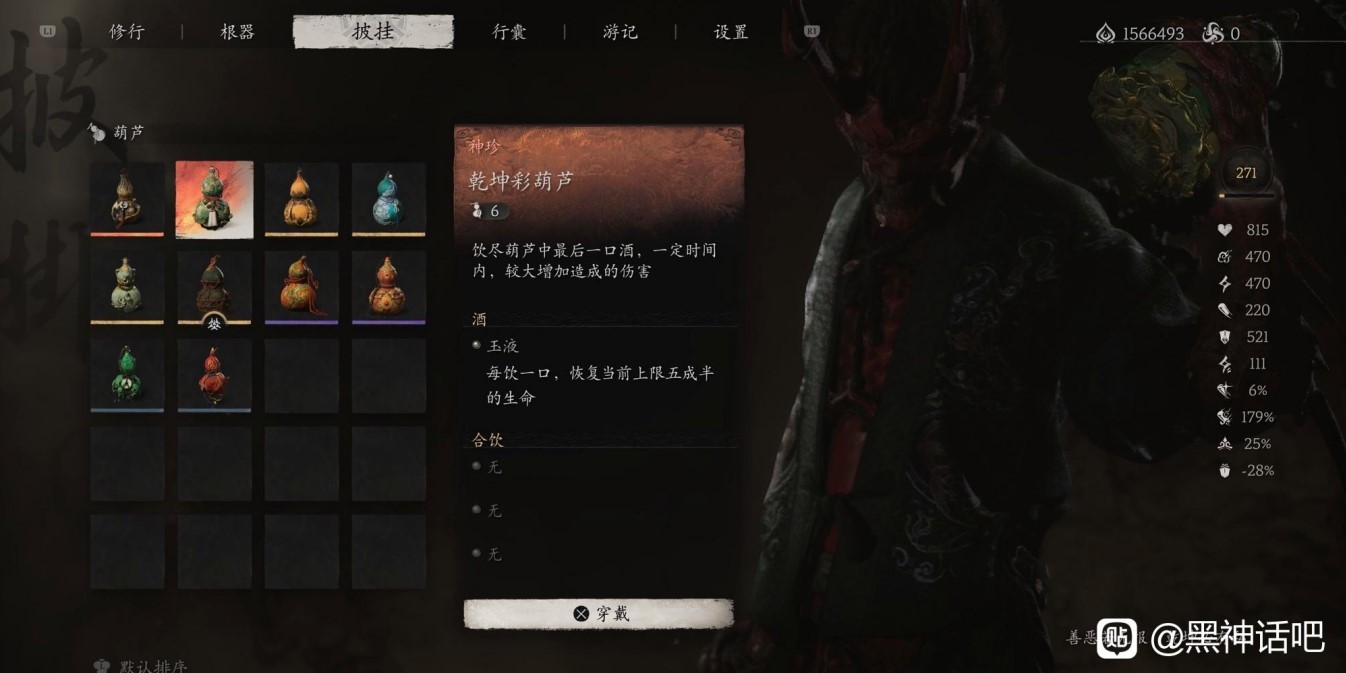 L1 修行 根器 披挂 行囊 游记 设置 R1
1566493 0
披挂
葫芦
神珍
乾坤彩葫芦
6
饮尽葫芦中最后一口酒，一定时间
内，较大增加造成的伤害
酒
玉液
每饮一口，恢复当前上限五成半
的生命
合饮
无
无
无
穿戴
271
815
470
470
220
521
111
6%
179%
25%
-28%
默认排序
善恶
报
贴 @黑神话吧